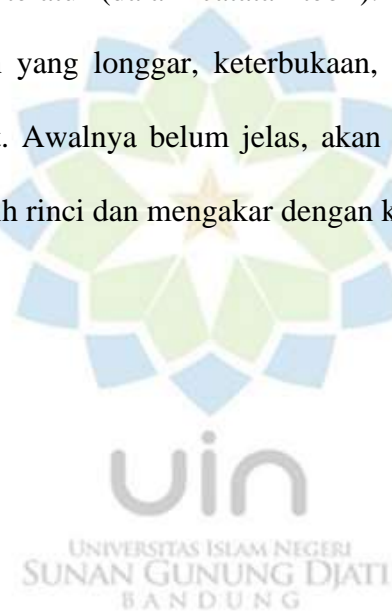 yang longgar, keterbukaan,
. Awalnya belum jelas, akan
rinci dan mengakar dengan
uin
UNIVERSITAS ISLAM NEGERI
SUNAN GUNUNG DJATI
BANDUNG